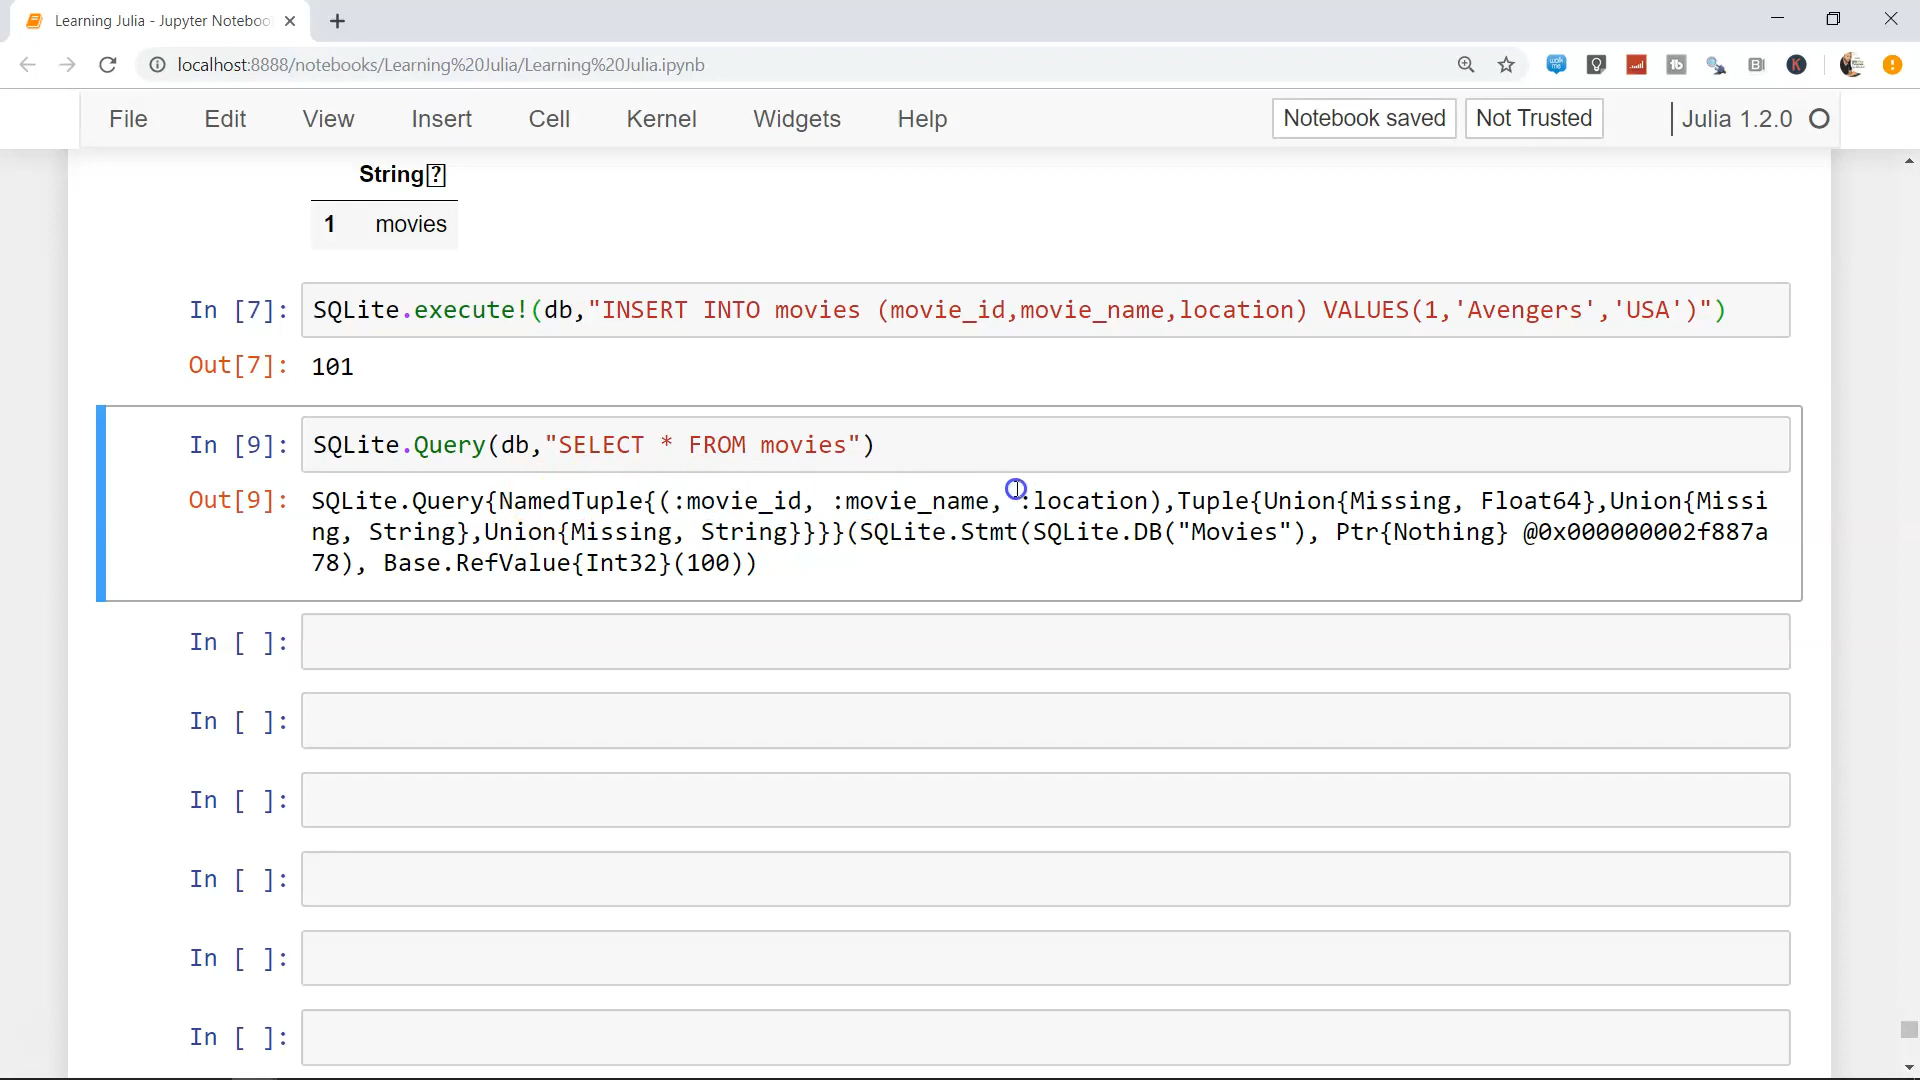 Learning Julia - Jupyter Noteboo
localhost:8888/notebooks/Learning%20Julia/Learning%20Julia.ipynb
File Edit View Insert Cell Kernel Widgets Help Notebook saved Not Trusted Julia 1.2.0
String
1 movies
In [7]: SQLite.execute!(db,"INSERT INTO movies (movie_id,movie_name,location) VALUES(1,'Avengers','USA')")
Out[7]: 101
In [9]: SQLite.Query(db,"SELECT * FROM movies")
Out[9]: SQLite.Query{NamedTuple{(:movie_id, :movie_name, :location),Tuple{Union{Missing, Float64},Union{Missi
ng, String},Union{Missing, String}}}}(SQLite.Stmt(SQLite.DB("Movies"), Ptr{Nothing} @0x000000002f887a
78), Base.RefValue{Int32}(100))
In [ ]:
In [ ]:
In [ ]:
In [ ]:
In [ ]:
In [ ]: